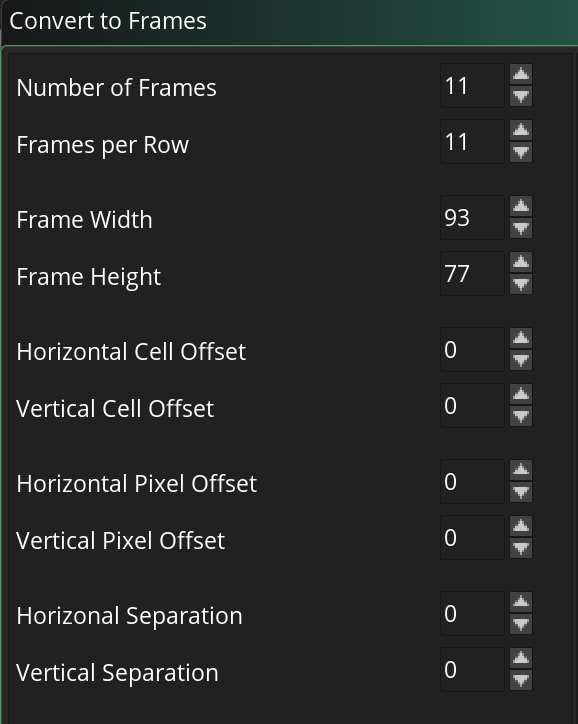 Convert to Frames
Number of Frames 11
Frames per Row 11
Frame Width 93
Frame Height 77
Horizontal Cell Offset 0
Vertical Cell Offset 0
Horizontal Pixel Offset 0
Vertical Pixel Offset 0
Horizonal Separation 0
Vertical Separation 0